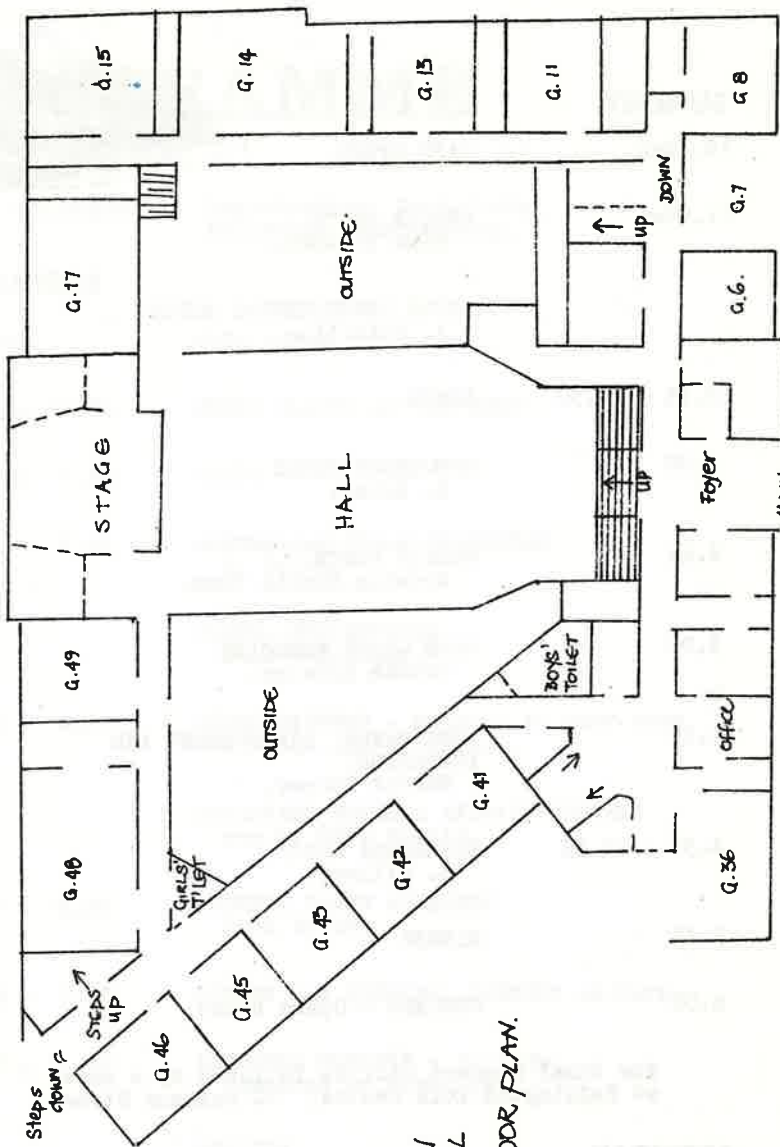 Steps
down
STEPS
UP
G.48
G.49
STAGE
G.17
G.15
G.46
GIRLS'
T'LET
G.45
G.14
G.43
OUTSIDE
HALL
OUTSIDE.
G.42
G.13
G.41
BOYS'
TOILET
G.11
UP
UP
DOWN
G.36
OFFICE
Foyer
G.6.
G.7
G8
PLAN.